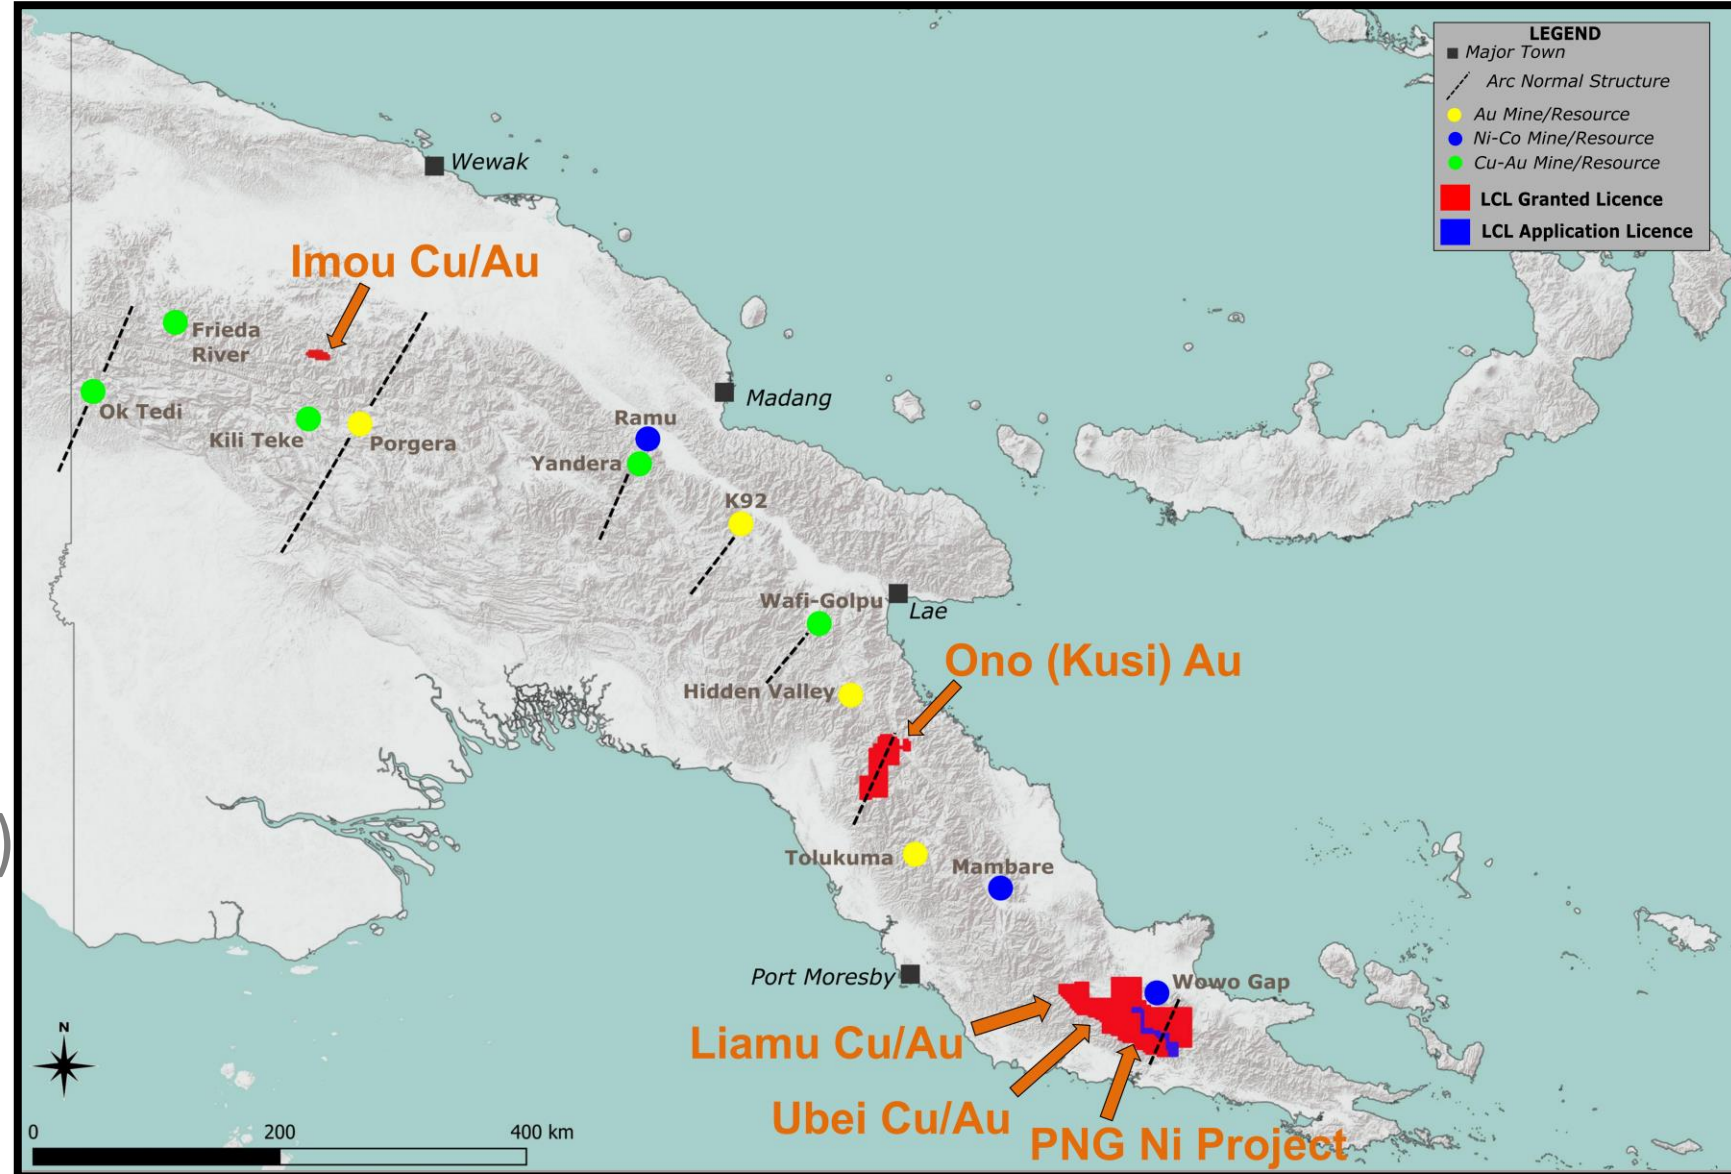 LEGEND
Major Town
Arc Normal Structure
Au Mine/Resource
Ni-Co Mine/Resource
Cu-Au Mine/Resource
LCL Granted Licence
LCL Application Licence
Wewak
Imou Cu/Au
Frieda
River
Ok Tedi
Kili Teke
Porgera
Madang
Ramu
Yandera
K92
Wafi-Golpu
Lae
Ono (Kusi) Au
Hidden Valley
)
Tolukuma
Mambare
Port Moresby
Wowo Gap
Liamu Cu/Au
Ubei Cu/Au
PNG Ni Project
N
0 200 400 km